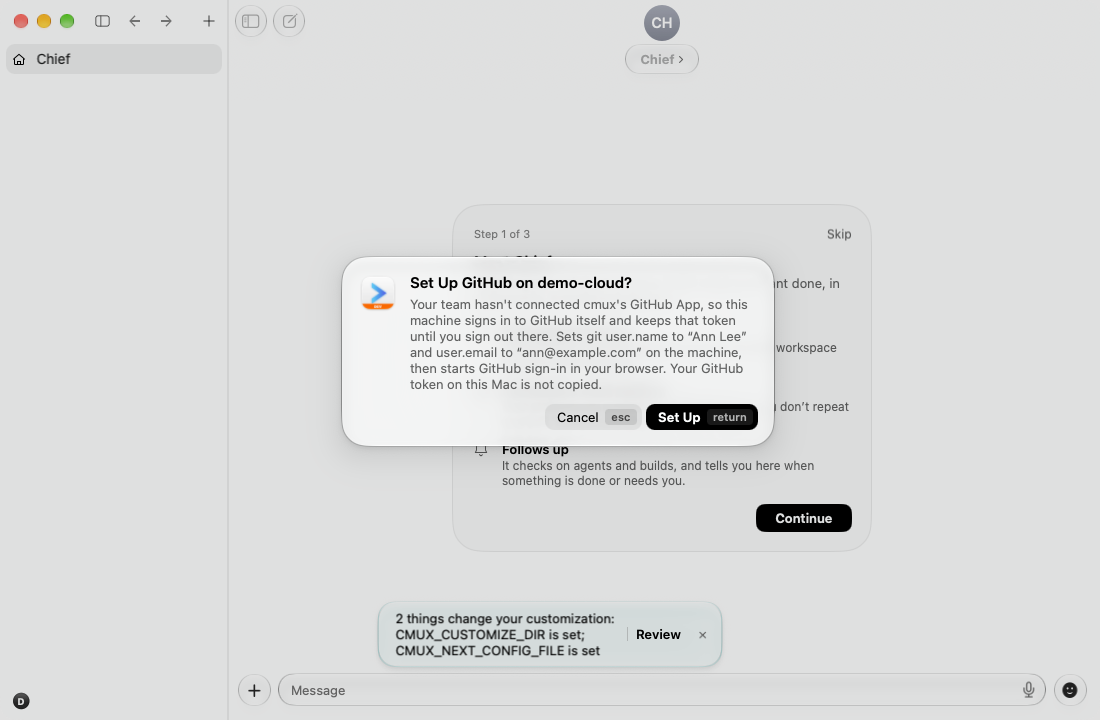 CH
Chief
Chief ›
Step 1 of 3
Skip
nt done, in
workspace
don't repeat
Set Up GitHub on demo-cloud?
Your team hasn't connected cmux's GitHub App, so this
machine signs in to GitHub itself and keeps that token
until you sign out there. Sets git user.name to “Ann Lee”
and user.email to “ann@example.com” on the machine,
then starts GitHub sign-in in your browser. Your GitHub
token on this Mac is not copied.
Cancel esc Set Up return
Follows up
It checks on agents and builds, and tells you here when
something is done or needs you.
Continue
2 things change your customization:
CMUX_CUSTOMIZE_DIR is set;
CMUX_NEXT_CONFIG_FILE is set
Review ×
Message
D